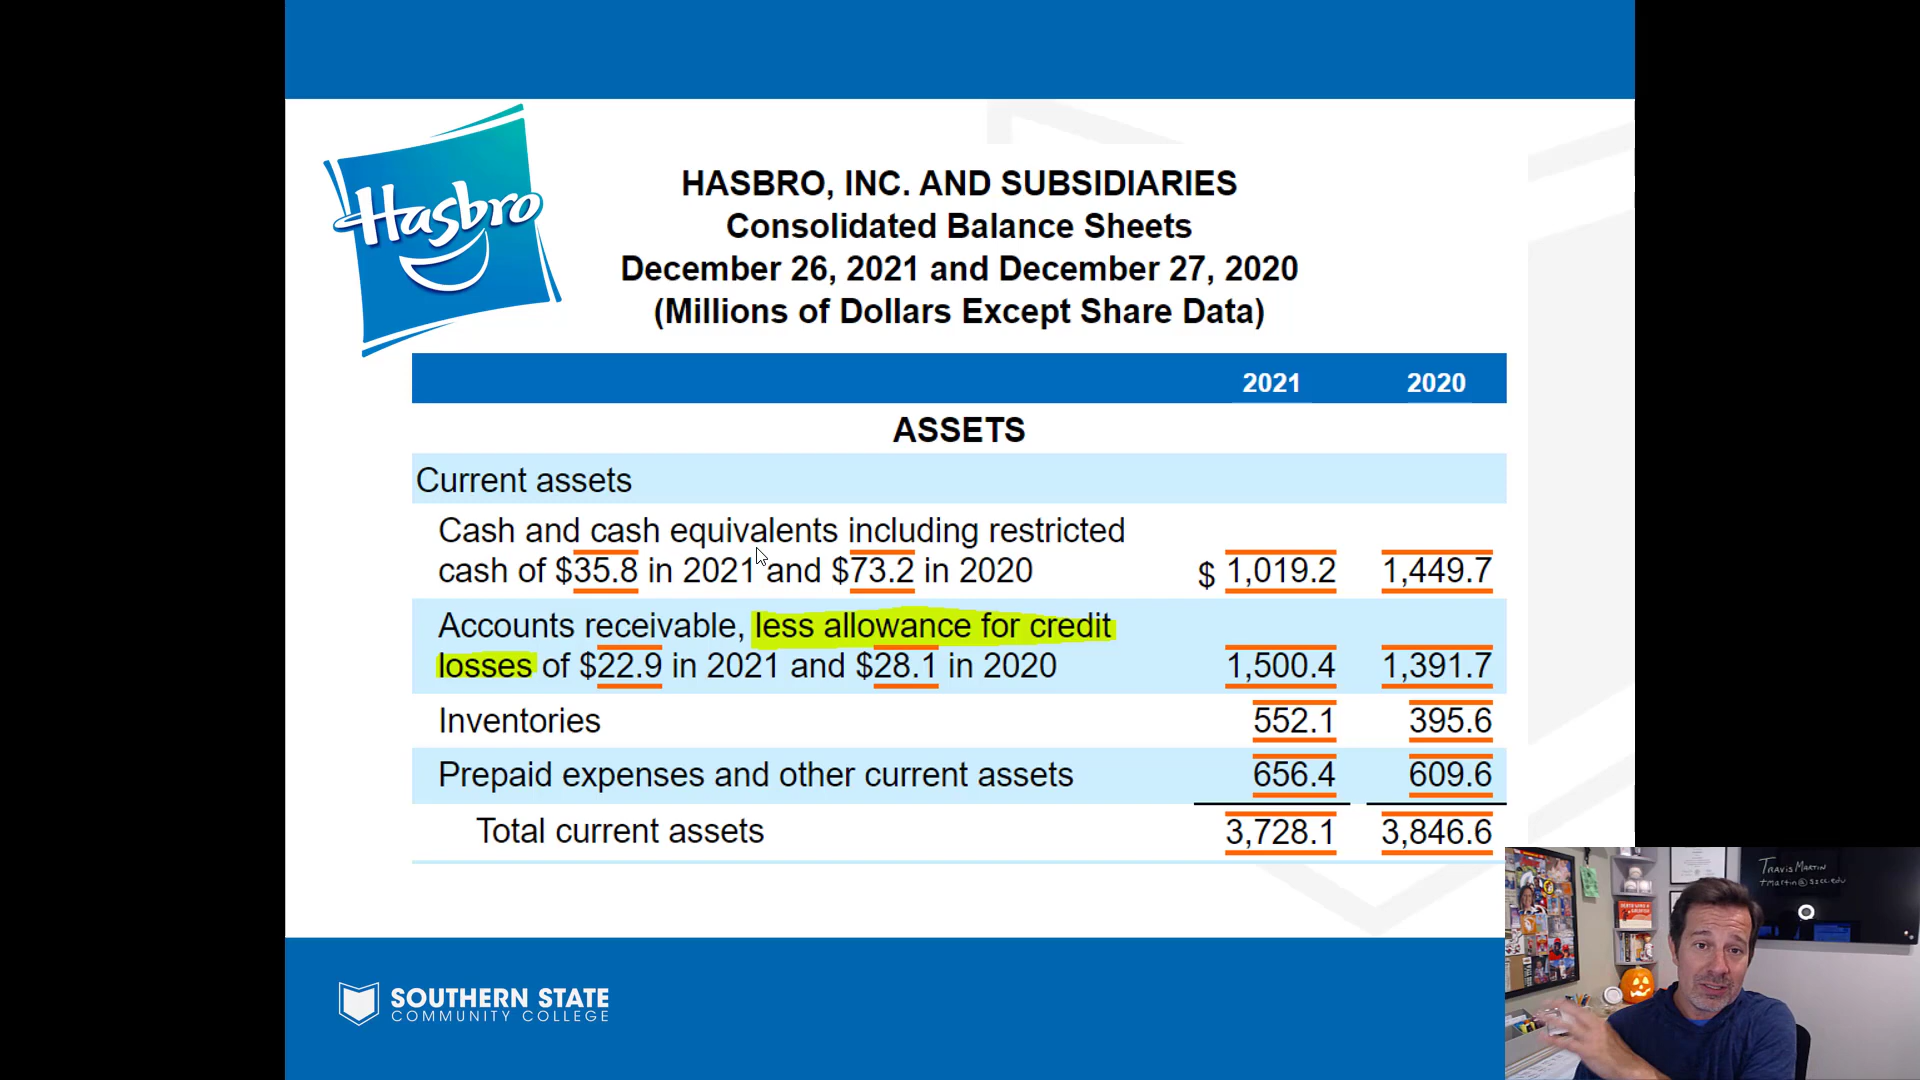 Hasbro
HASBRO, INC. AND SUBSIDIARIES
Consolidated Balance Sheets
December 26, 2021 and December 27, 2020
(Millions of Dollars Except Share Data)
2021 2020
ASSETS
Current assets
Cash and cash equivalents including restricted
cash of $35.8 in 2021 and $73.2 in 2020 $ 1,019.2 1,449.7
Accounts receivable, less allowance for credit
losses of $22.9 in 2021 and $28.1 in 2020 1,500.4 1,391.7
Inventories 552.1 395.6
Prepaid expenses and other current assets 656.4 609.6
Total current assets 3,728.1 3,846.6
TRAVIS MARTIN
tmartin@sscc.edu
SOUTHERN STATE
COMMUNITY COLLEGE